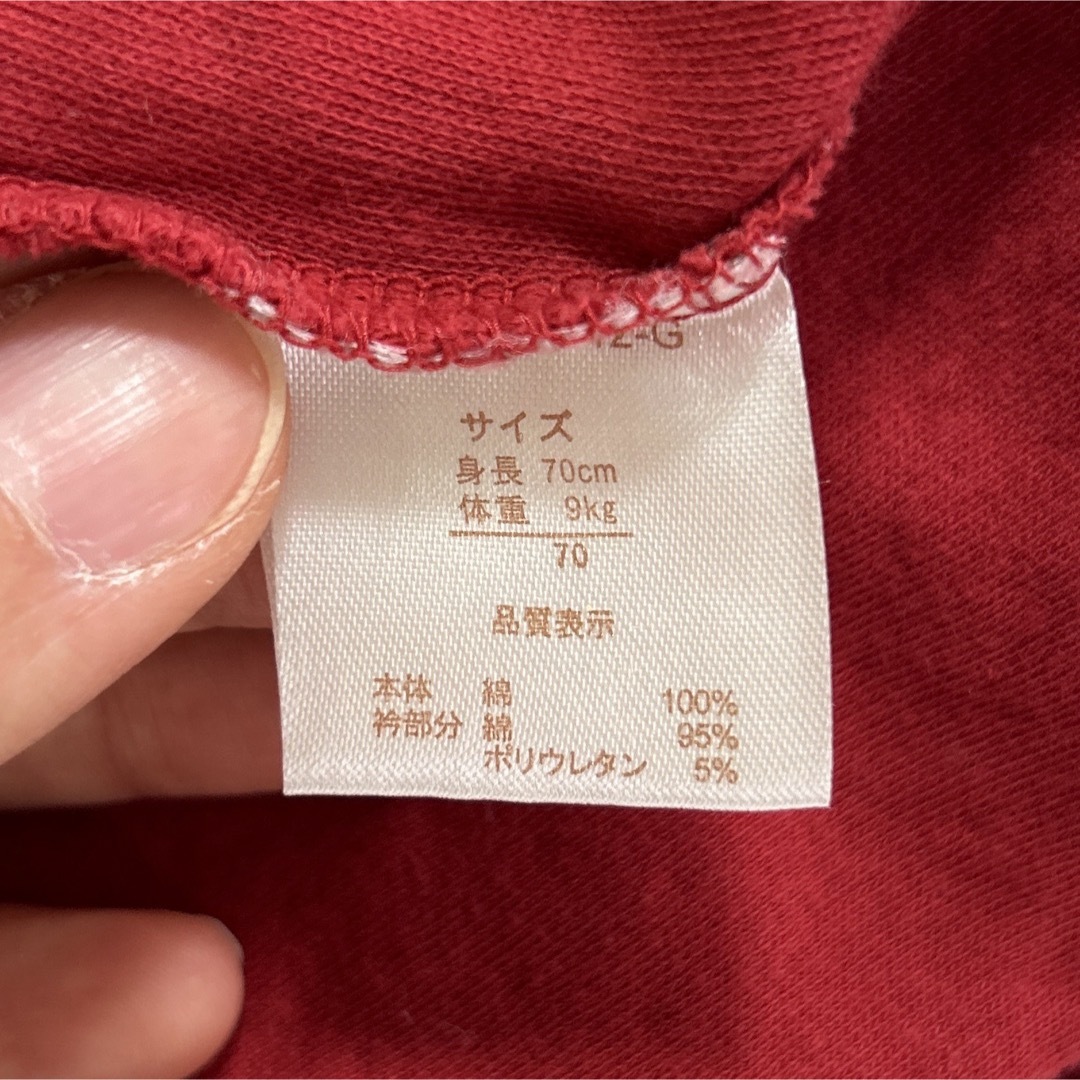 2-G
サイズ
身長 70cm
体重 9kg
70
品質表示
本体 綿 100%
衿部分 綿 95%
ポリウレタン 5%